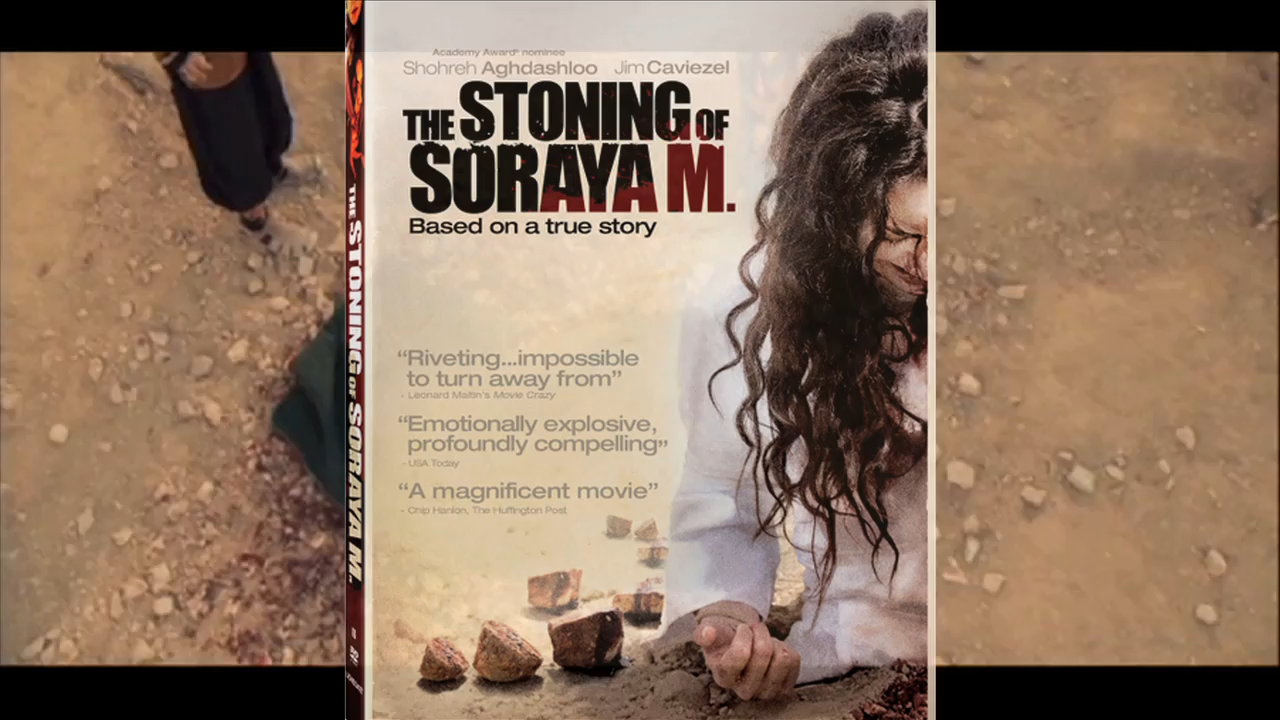 Academy Award® nominee
Shohreh Aghdashloo Jim Caviezel
THE STONING OF
SORAYA M.
Based on a true story
“Riveting...impossible
to turn away from”
- Leonard Maltin's Movie Crazy
“Emotionally explosive,
profoundly compelling”
- USA Today
“A magnificent movie”
- Chip Hanlon, The Huffington Post
THE STONING OF SORAYA M.